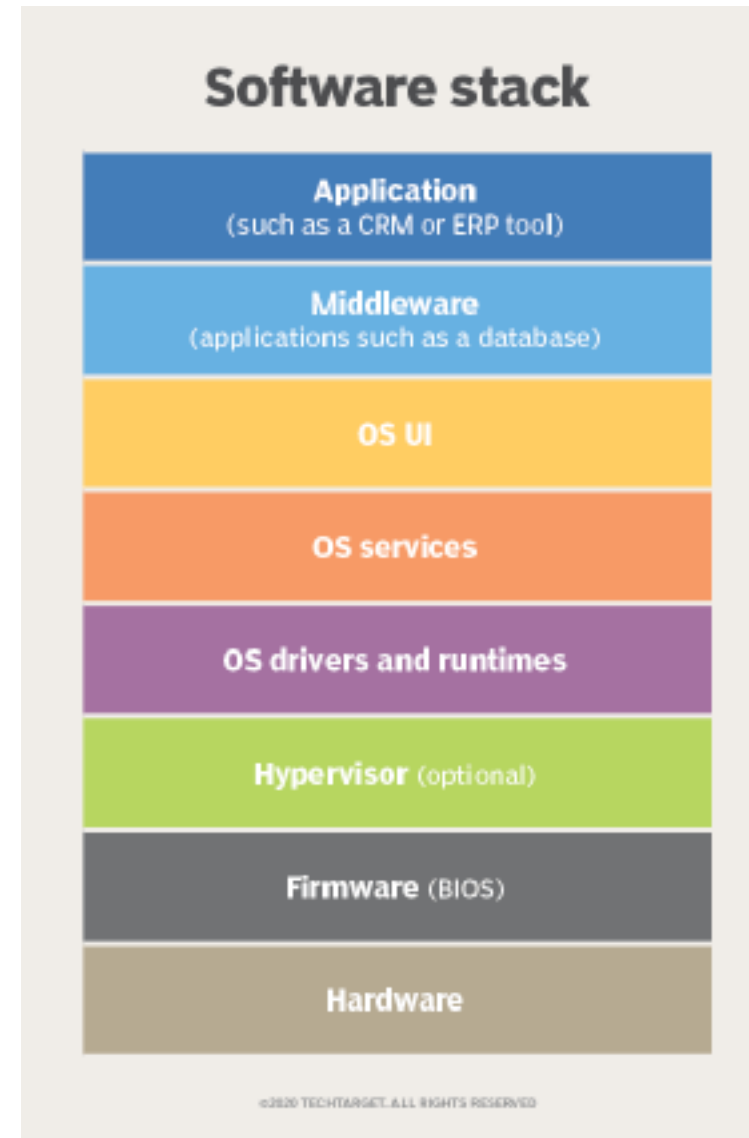 Software stack
Application
(such as a CRM or ERP tool)
Middleware
(applications such as a database)
OS UI
OS services
OS drivers and runtimes
Hypervisor (optional)
Firmware (BIOS)
Hardware
©2020 TECHTARGET. ALL RIGHTS RESERVED